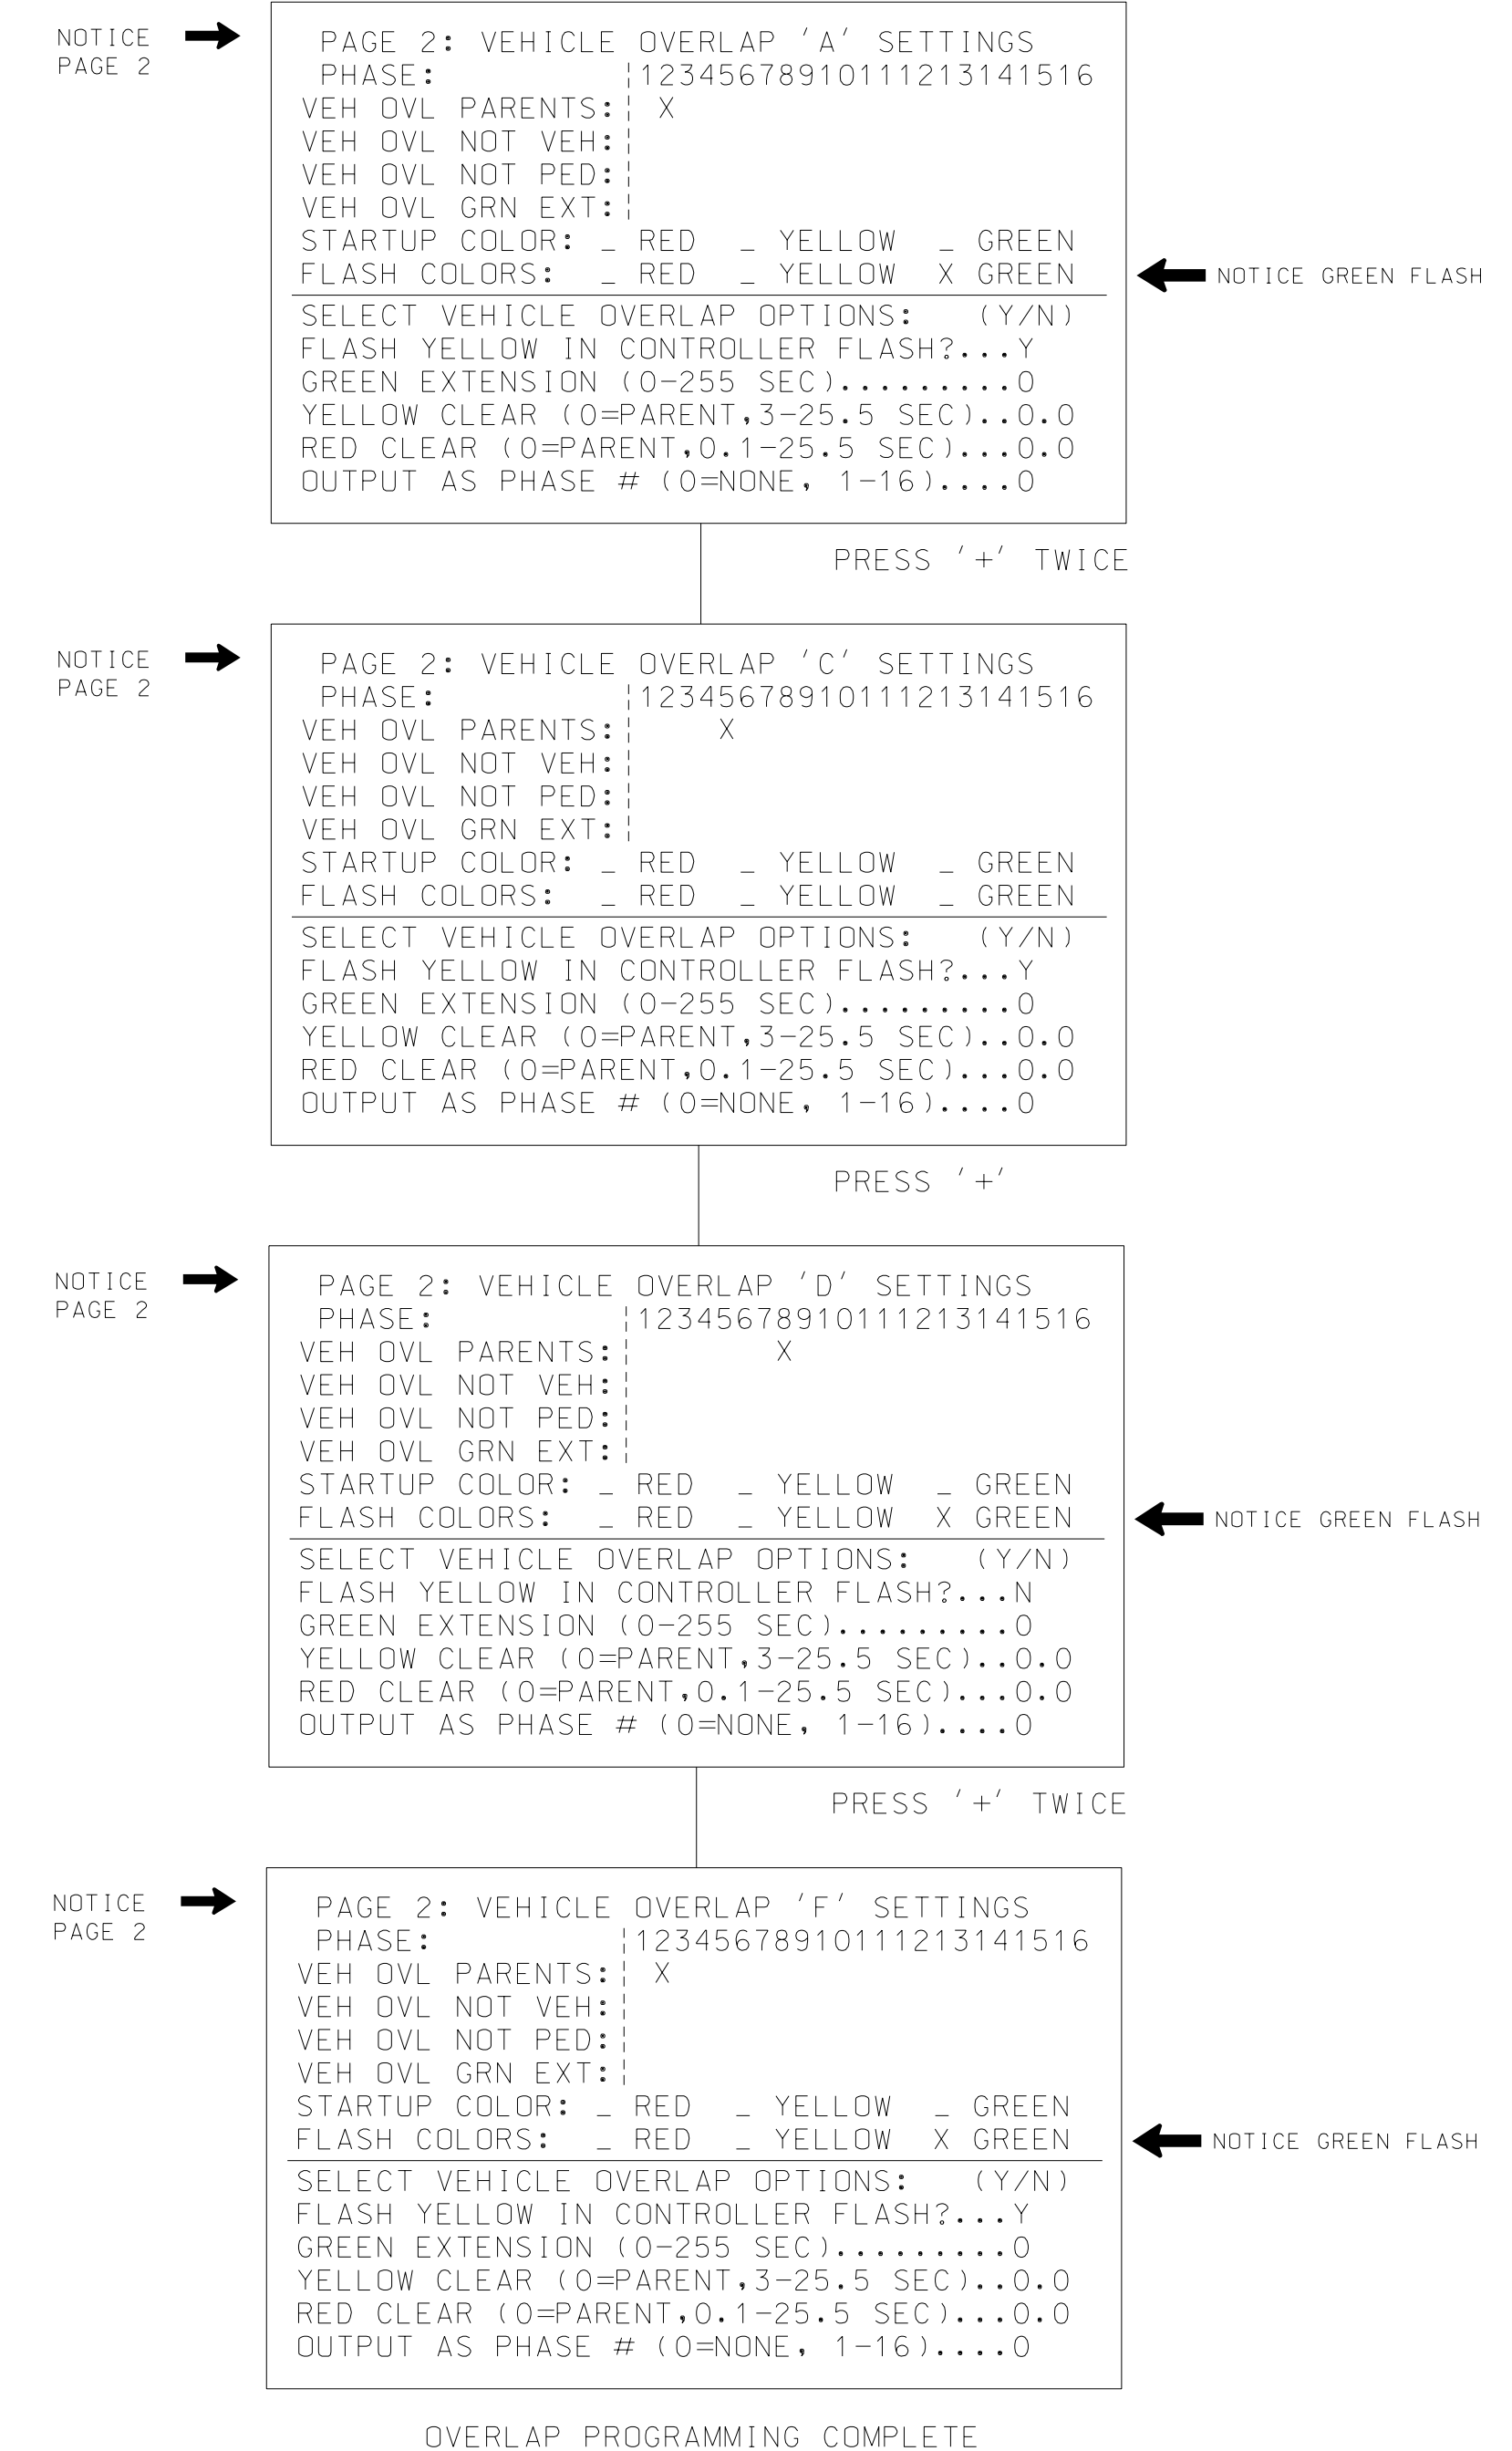 NOTICE
PAGE 2
PAGE 2: VEHICLE OVERLAP 'A' SETTINGS
PHASE: |12345678910111213141516
VEH OVL PARENTS:| X
VEH OVL NOT VEH:|
VEH OVL NOT PED:|
VEH OVL GRN EXT:|
STARTUP COLOR: _ RED _ YELLOW _ GREEN
FLASH COLORS: _ RED _ YELLOW X GREEN
NOTICE GREEN FLASH
SELECT VEHICLE OVERLAP OPTIONS: (Y/N)
FLASH YELLOW IN CONTROLLER FLASH?...Y
GREEN EXTENSION (0-255 SEC).........0
YELLOW CLEAR (0=PARENT,3-25.5 SEC)..0.0
RED CLEAR (0=PARENT,0.1-25.5 SEC)...0.0
OUTPUT AS PHASE # (0=NONE, 1-16)....0
PRESS '+' TWICE
NOTICE
PAGE 2
PAGE 2: VEHICLE OVERLAP 'C' SETTINGS
PHASE: |12345678910111213141516
VEH OVL PARENTS:| X
VEH OVL NOT VEH:|
VEH OVL NOT PED:|
VEH OVL GRN EXT:|
STARTUP COLOR: _ RED _ YELLOW _ GREEN
FLASH COLORS: _ RED _ YELLOW _ GREEN
SELECT VEHICLE OVERLAP OPTIONS: (Y/N)
FLASH YELLOW IN CONTROLLER FLASH?...Y
GREEN EXTENSION (0-255 SEC).........0
YELLOW CLEAR (0=PARENT,3-25.5 SEC)..0.0
RED CLEAR (0=PARENT,0.1-25.5 SEC)...0.0
OUTPUT AS PHASE # (0=NONE, 1-16)....0
PRESS '+'
NOTICE
PAGE 2
PAGE 2: VEHICLE OVERLAP 'D' SETTINGS
PHASE: |12345678910111213141516
VEH OVL PARENTS:| X
VEH OVL NOT VEH:|
VEH OVL NOT PED:|
VEH OVL GRN EXT:|
STARTUP COLOR: _ RED _ YELLOW _ GREEN
FLASH COLORS: _ RED _ YELLOW X GREEN
NOTICE GREEN FLASH
SELECT VEHICLE OVERLAP OPTIONS: (Y/N)
FLASH YELLOW IN CONTROLLER FLASH?...N
GREEN EXTENSION (0-255 SEC).........0
YELLOW CLEAR (0=PARENT,3-25.5 SEC)..0.0
RED CLEAR (0=PARENT,0.1-25.5 SEC)...0.0
OUTPUT AS PHASE # (0=NONE, 1-16)....0
PRESS '+' TWICE
NOTICE
PAGE 2
PAGE 2: VEHICLE OVERLAP 'F' SETTINGS
PHASE: |12345678910111213141516
VEH OVL PARENTS:| X
VEH OVL NOT VEH:|
VEH OVL NOT PED:|
VEH OVL GRN EXT:|
STARTUP COLOR: _ RED _ YELLOW _ GREEN
FLASH COLORS: _ RED _ YELLOW X GREEN
NOTICE GREEN FLASH
SELECT VEHICLE OVERLAP OPTIONS: (Y/N)
FLASH YELLOW IN CONTROLLER FLASH?...Y
GREEN EXTENSION (0-255 SEC).........0
YELLOW CLEAR (0=PARENT,3-25.5 SEC)..0.0
RED CLEAR (0=PARENT,0.1-25.5 SEC)...0.0
OUTPUT AS PHASE # (0=NONE, 1-16)....0
OVERLAP PROGRAMMING COMPLETE